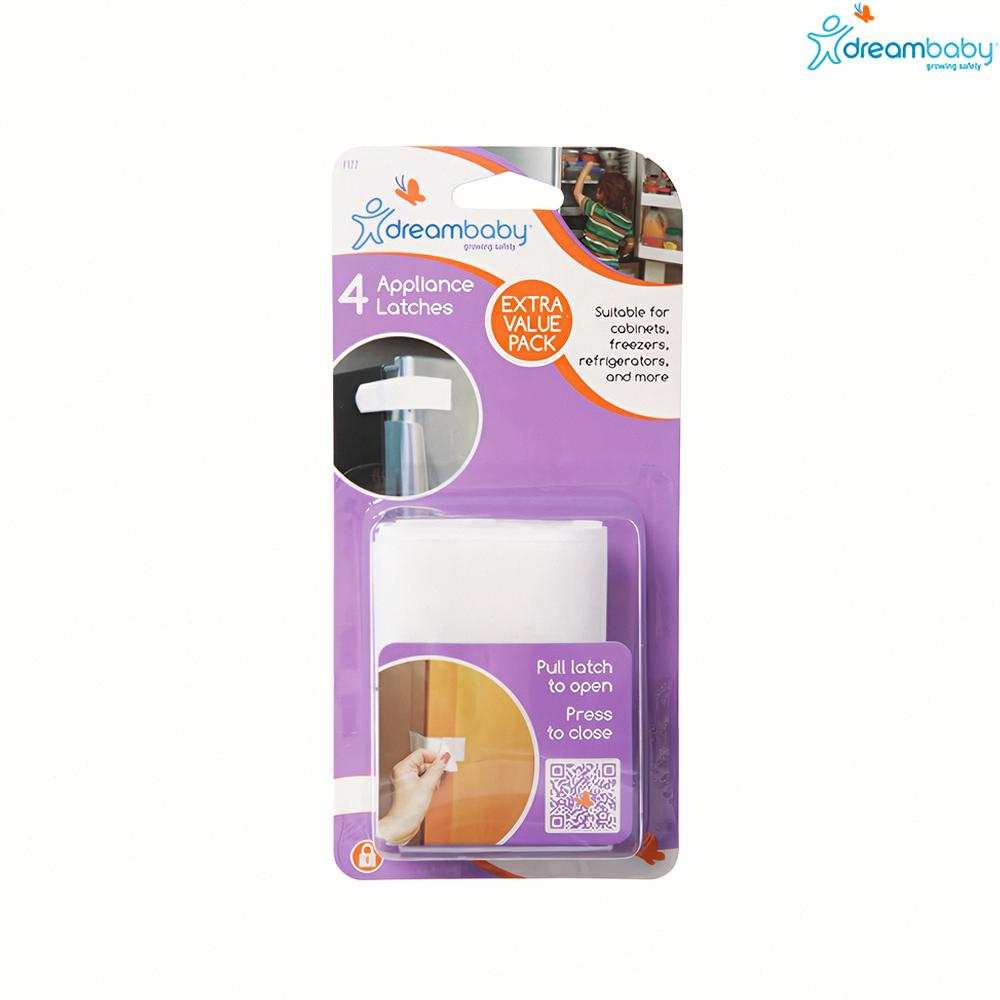 dreambaby
growing safely
dreambaby
growing safely
4 Appliance
Latches
EXTRA
VALUE
PACK
Suitable for
cabinets,
freezers,
refrigerators,
and more
Pull latch
to open
Press
to close